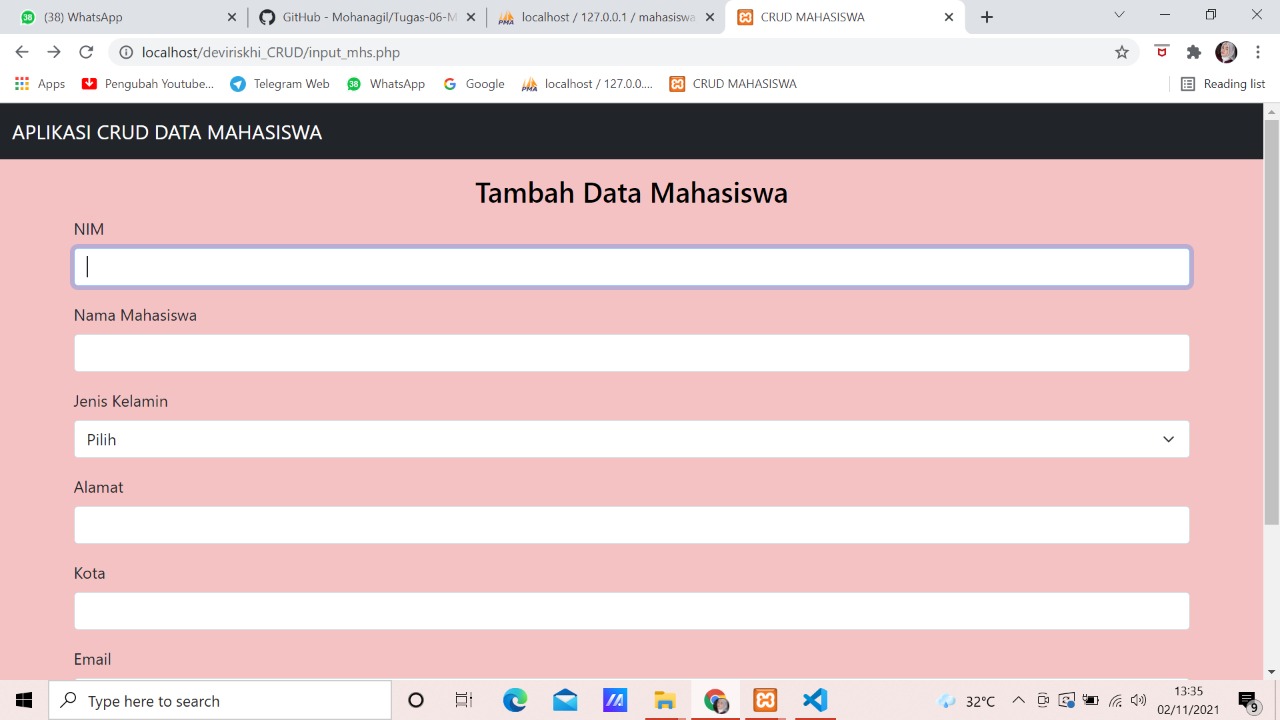 (38) WhatsApp
GitHub - Mohanagil/Tugas-06-M
localhost / 127.0.0.1 / mahasiswa
CRUD MAHASISWA
localhost/deviriskhi_CRUD/input_mhs.php
Apps
Pengubah Youtube...
Telegram Web
38
WhatsApp
Google
localhost / 127.0.0....
CRUD MAHASISWA
Reading list
APLIKASI CRUD DATA MAHASISWA
Tambah Data Mahasiswa
NIM
Nama Mahasiswa
Jenis Kelamin
Pilih
Alamat
Kota
Email
Type here to search
32°C
13:35
02/11/2021
9